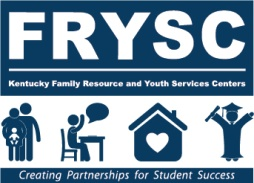 FRYSC
Kentucky Family Resource and Youth Services Centers
Creating Partnerships for Student Success